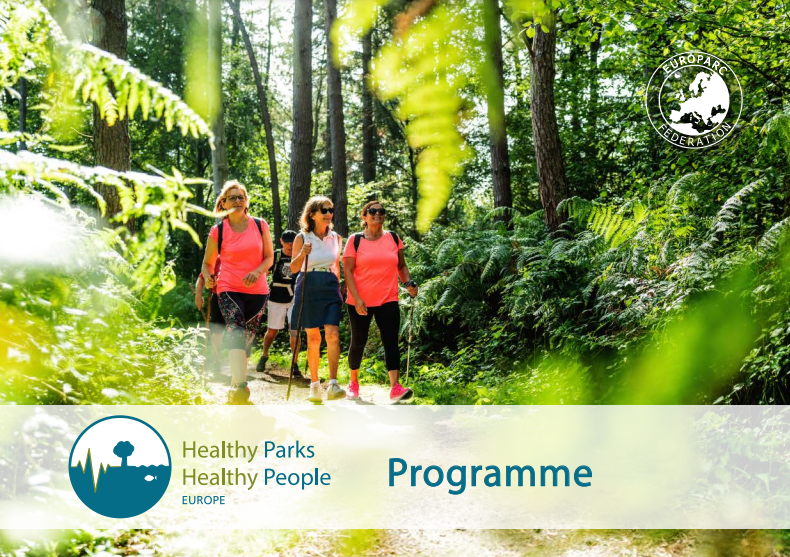 EUROPARC
FEDERATION
Healthy Parks
Healthy People
EUROPE
Programme